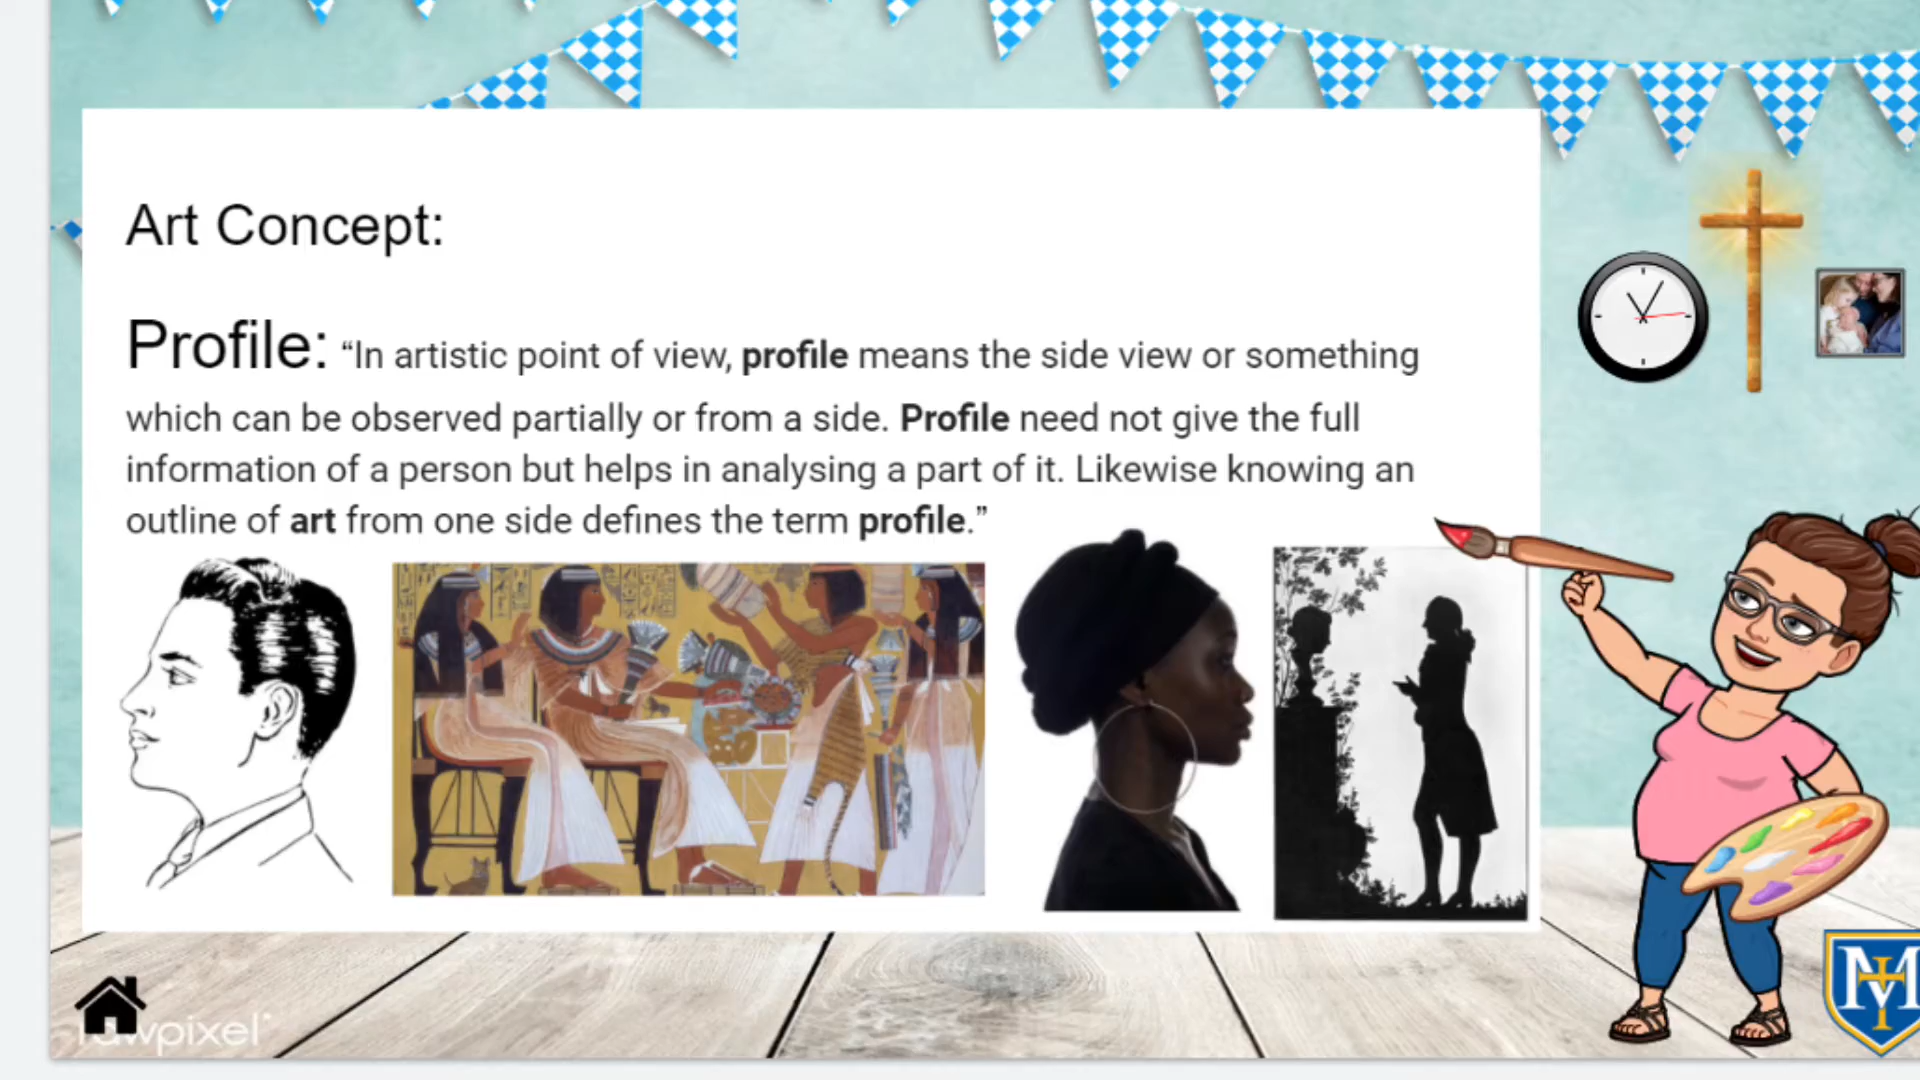 Art Concept:
Profile: “In artistic point of view, profile means the side view or something
which can be observed partially or from a side. Profile need not give the full
information of a person but helps in analysing a part of it. Likewise knowing an
outline of art from one side defines the term profile.”
rawpixel
M